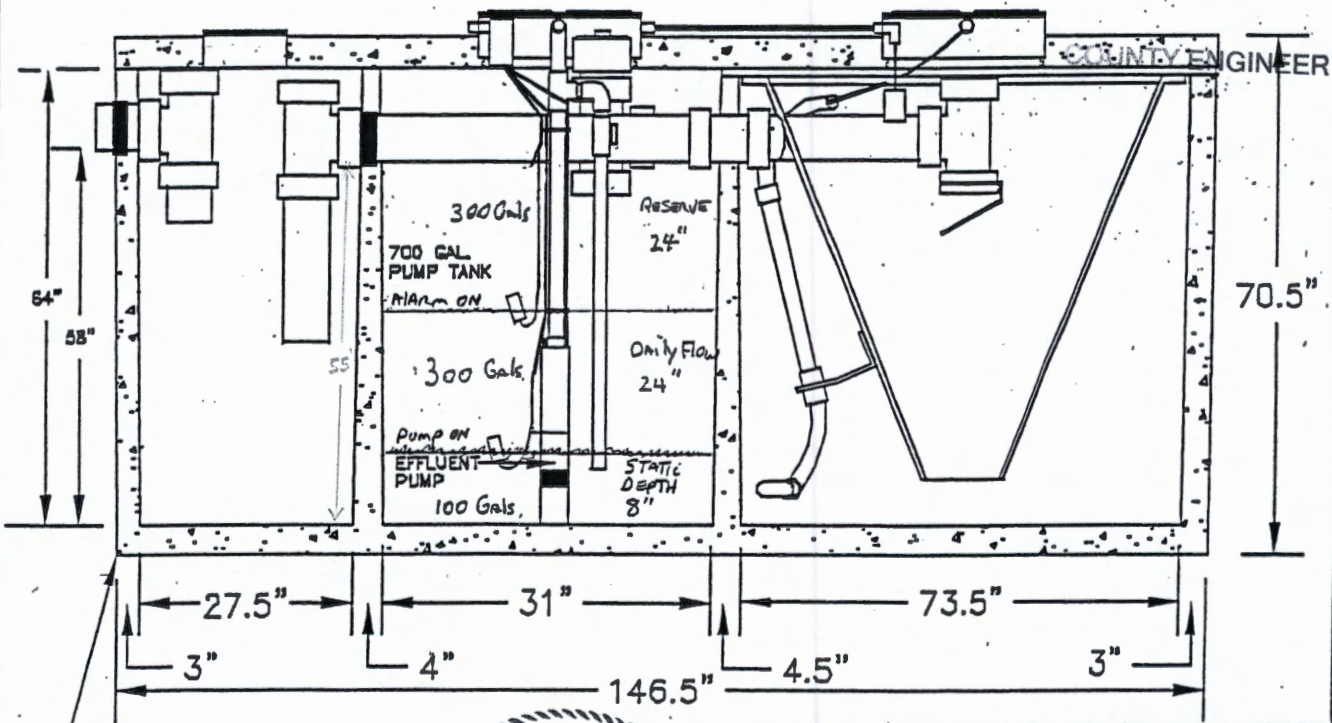 COUNTY ENGINEER
300 Gals
RESERVE
24"
700 GAL.
PUMP TANK
Alarm ON
64"
58"
55
70.5"
300 Gals.
Daily Flow
24"
Pump ON
EFFLUENT
PUMP
STATIC
DEPTH
8"
100 Gals.
27.5"
31"
73.5"
3"
4"
4.5"
3"
146.5"